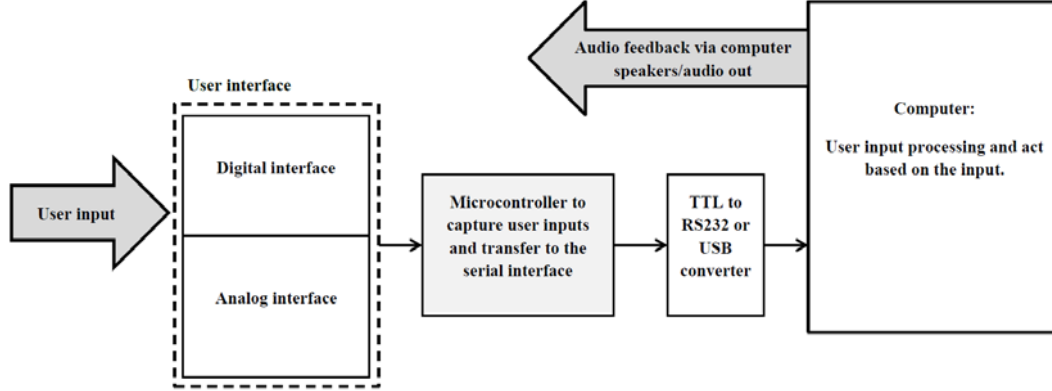 User interface
User input
Digital interface
Analog interface
Microcontroller to
capture user inputs
and transfer to the
serial interface
TTL to
RS232 or
USB
converter
Audio feedback via computer
speakers/audio out
Computer:
User input processing and act
based on the input.